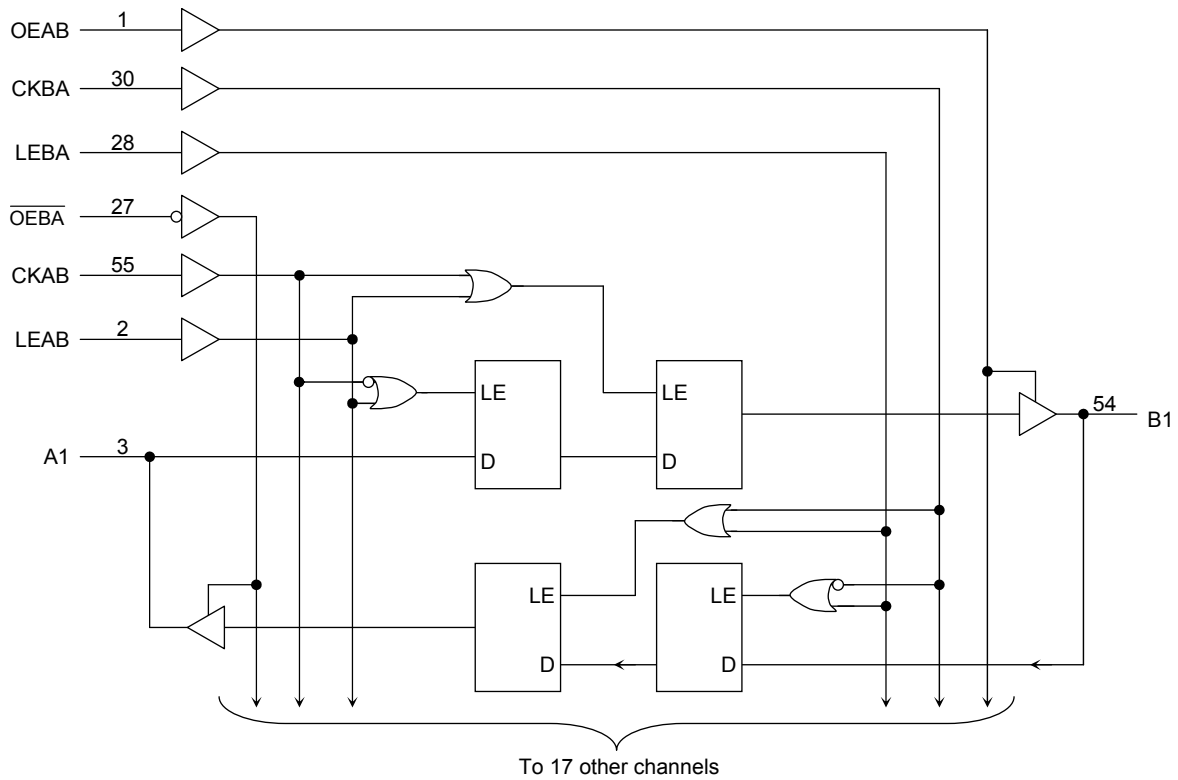 OEAB 1
CKBA 30
LEBA 28
OEBA 27
CKAB 55
LEAB 2
LE
LE
54
B1
A1 3
D
D
LE
LE
D
D
To 17 other channels